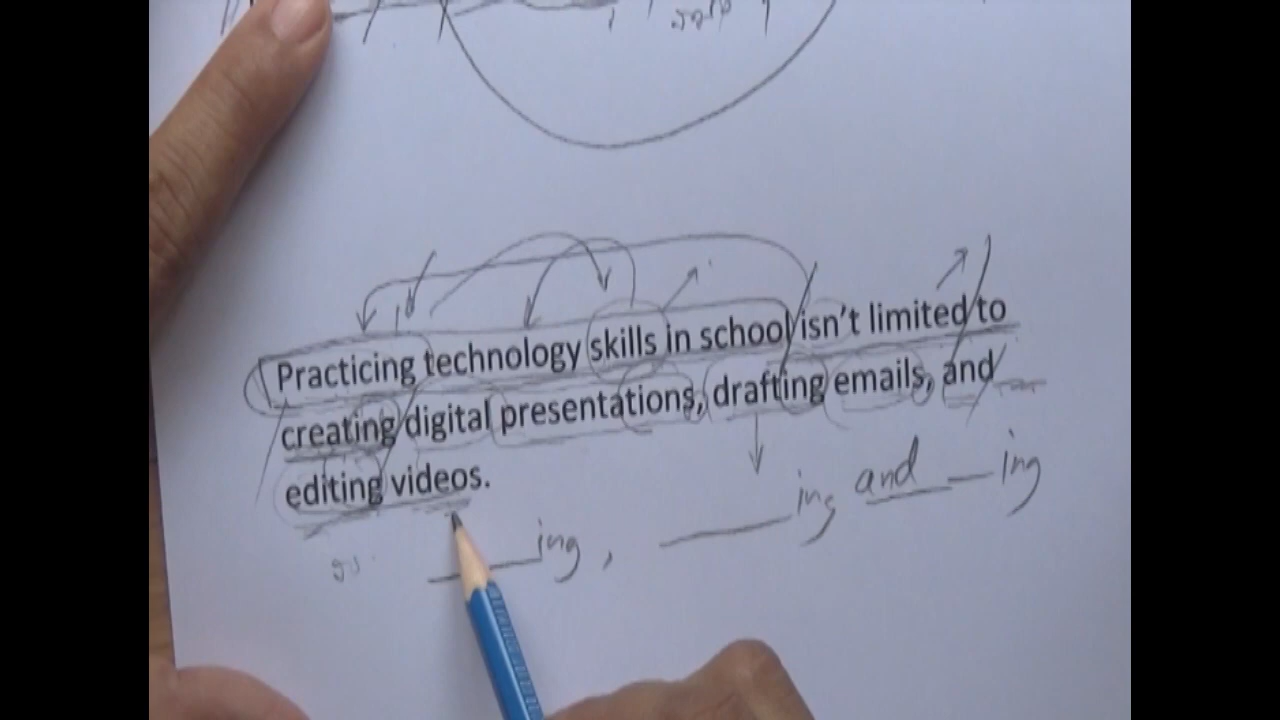 Practicing technology skills in school isn't limited to
creating digital presentations, drafting emails, and
editing videos.
ing, ing and ing